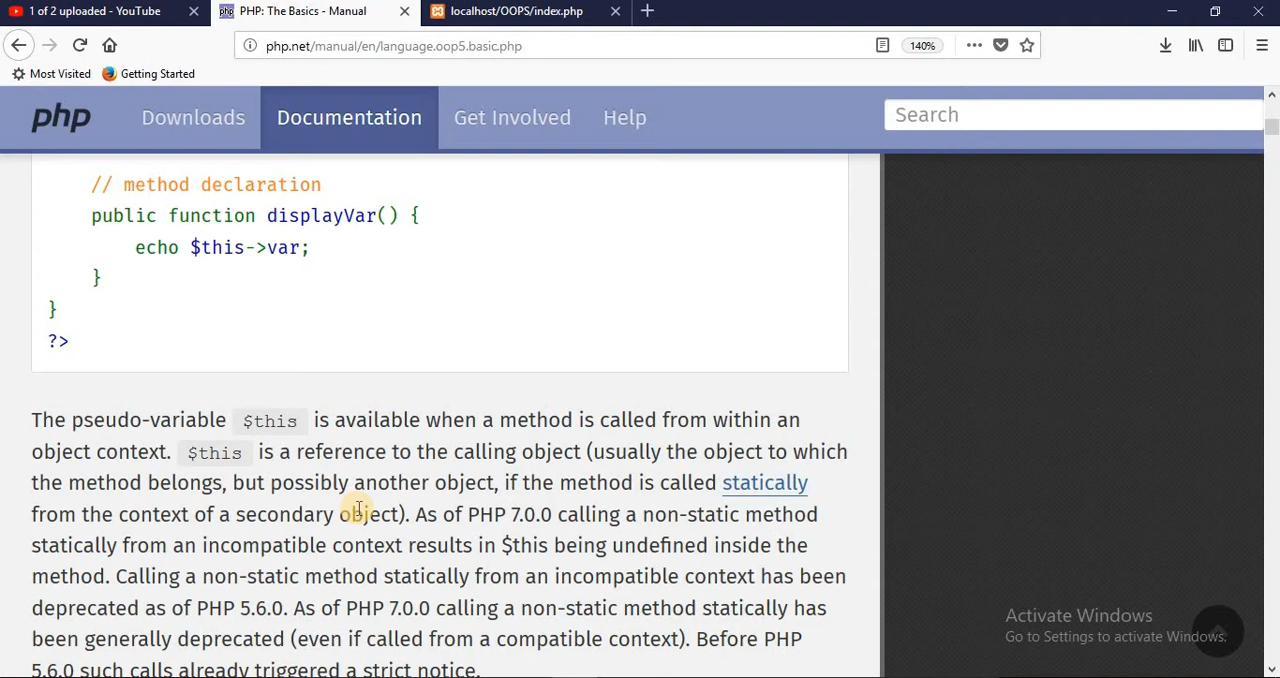 1 of 2 uploaded - YouTube
PHP: The Basics - Manual
localhost/OOPS/index.php
php.net/manual/en/language.oop5.basic.php
140%
Most Visited
Getting Started
php
Downloads
Documentation
Get Involved
Help
Search
// method declaration
public function displayVar() {
echo $this->var;
}
}
?>
The pseudo-variable $this is available when a method is called from within an
object context. $this is a reference to the calling object (usually the object to which
the method belongs, but possibly another object, if the method is called statically
from the context of a secondary object). As of PHP 7.0.0 calling a non-static method
statically from an incompatible context results in $this being undefined inside the
method. Calling a non-static method statically from an incompatible context has been
deprecated as of PHP 5.6.0. As of PHP 7.0.0 calling a non-static method statically has
been generally deprecated (even if called from a compatible context). Before PHP
5.6.0 such calls already triggered a strict notice.
Activate Windows
Go to Settings to activate Windows.